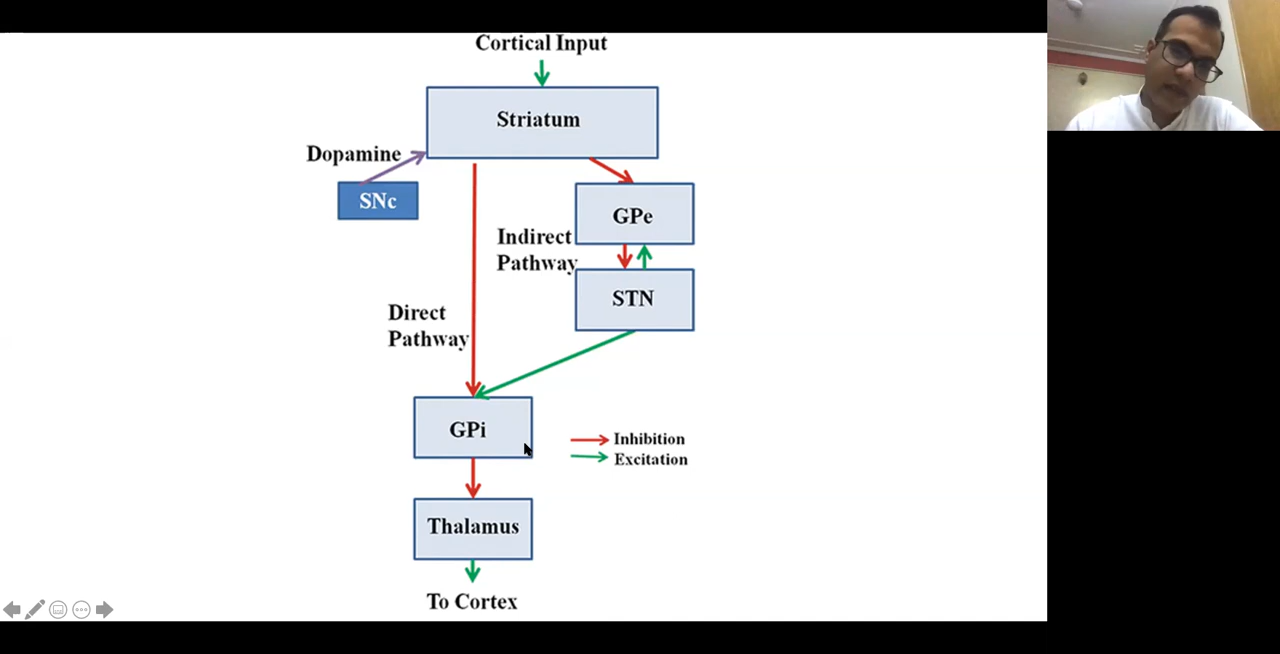 Cortical Input
Striatum
Dopamine
SNc
GPe
Indirect
Pathway
STN
Direct
Pathway
GPi
Inhibition
Excitation
Thalamus
To Cortex